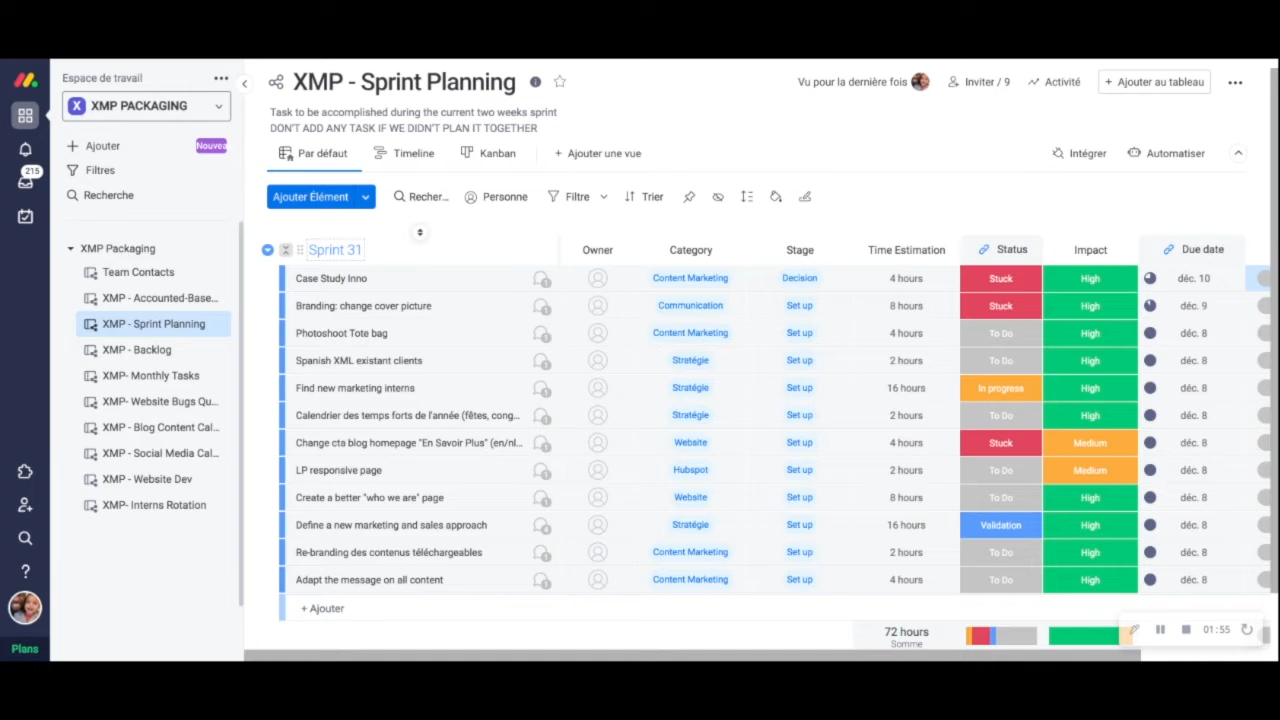 Espace de travail
X XMP PACKAGING
Ajouter Nouvea
Filtres
Recherche
215
XMP Packaging
Team Contacts
XMP - Accounted-Base...
XMP - Sprint Planning
XMP - Backlog
XMP- Monthly Tasks
XMP- Website Bugs Qu...
XMP - Blog Content Cal...
XMP - Social Media Cal...
XMP - Website Dev
XMP- Interns Rotation
?
Plans
XMP - Sprint Planning
Vu pour la dernière fois Inviter / 9 Activité + Ajouter au tableau
Task to be accomplished during the current two weeks sprint
DON'T ADD ANY TASK IF WE DIDN'T PLAN IT TOGETHER
Par défaut Timeline Kanban + Ajouter une vue Intégrer Automatiser
Ajouter Élément Recher... Personne Filtre Trier
Sprint 31 Owner Category Stage Time Estimation Status Impact Due date
Case Study Inno Content Marketing Decision 4 hours Stuck High déc. 10
Branding: change cover picture Communication Set up 8 hours Stuck High déc. 9
Photoshoot Tote bag Content Marketing Set up 4 hours To Do High déc. 8
Spanish XML existant clients Stratégie Set up 2 hours To Do High déc. 8
Find new marketing interns Stratégie Set up 16 hours In progress High déc. 8
Calendrier des temps forts de l'année (fêtes, cong... Stratégie Set up 2 hours To Do High déc. 8
Change cta blog homepage "En Savoir Plus" (en/nl... Website Set up 4 hours Stuck Medium déc. 8
LP responsive page Hubspot Set up 2 hours To Do Medium déc. 8
Create a better "who we are" page Website Set up 8 hours To Do High déc. 8
Define a new marketing and sales approach Stratégie Set up 16 hours Validation High déc. 8
Re-branding des contenus téléchargeables Content Marketing Set up 2 hours To Do High déc. 8
Adapt the message on all content Content Marketing Set up 4 hours To Do High déc. 8
+ Ajouter
72 hours
Somme
01:55